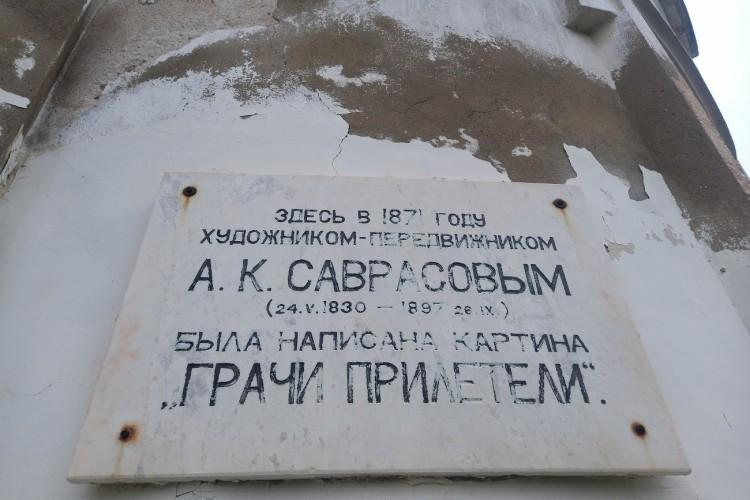 ЗДЕСЬ В 1871 ГОДУ
ХУДОЖНИКОМ-ПЕРЕДВИЖНИКОМ
А. К. САВРАСОВЫМ
(24.V.1830 — 1897 26.IX.)
БЫЛА НАПИСАНА КАРТИНА
„ГРАЧИ ПРИЛЕТЕЛИ“.